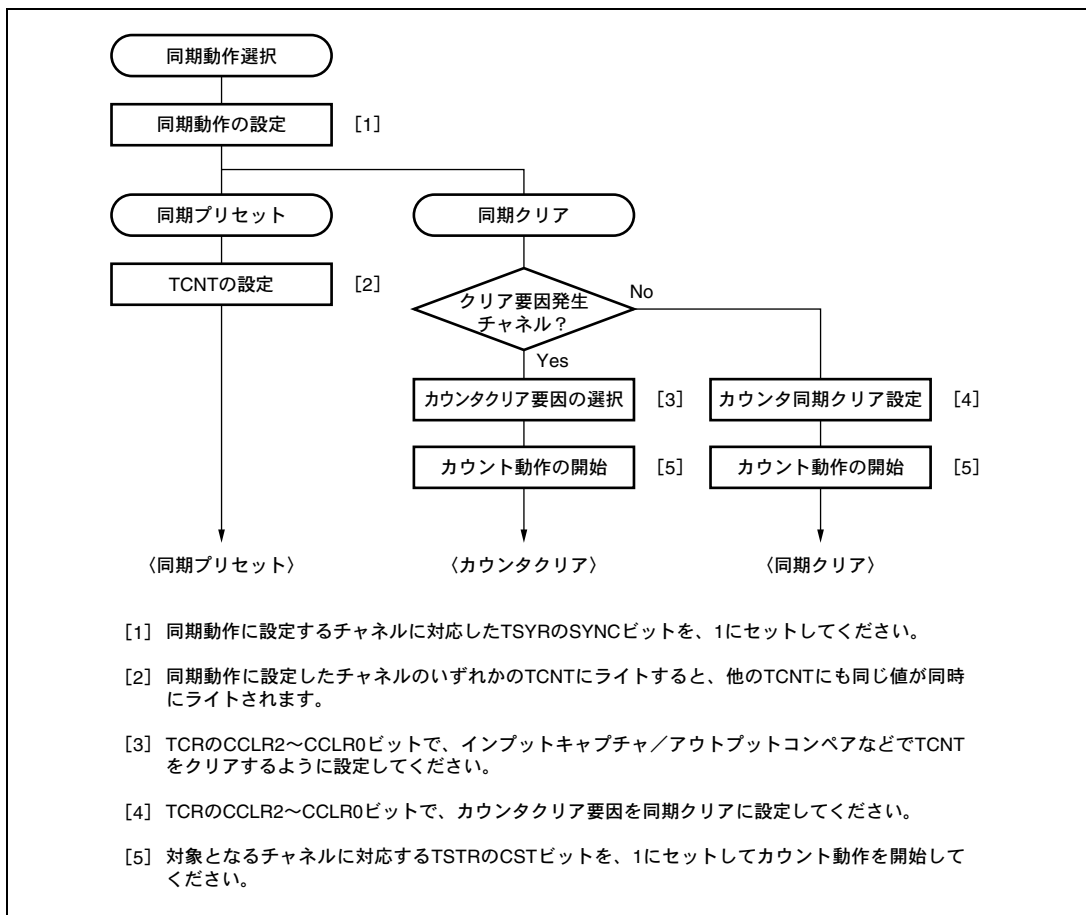 同期動作選択
同期動作の設定 [1]
同期プリセット 同期クリア
TCNTの設定 [2]
クリア要因発生
チャネル？
No
Yes
カウンタクリア要因の選択 [3] カウンタ同期クリア設定 [4]
カウント動作の開始 [5] カウント動作の開始 [5]
〈同期プリセット〉 〈カウンタクリア〉 〈同期クリア〉
[1] 同期動作に設定するチャネルに対応したTSYRのSYNCビットを、1にセットしてください。
[2] 同期動作に設定したチャネルのいずれかのTCNTにライトすると、他のTCNTにも同じ値が同時
にライトされます。
[3] TCRのCCLR2～CCLR0ビットで、インプットキャプチャ／アウトプットコンペアなどでTCNT
をクリアするように設定してください。
[4] TCRのCCLR2～CCLR0ビットで、カウンタクリア要因を同期クリアに設定してください。
[5] 対象となるチャネルに対応するTSTRのCSTビットを、1にセットしてカウント動作を開始して
ください。